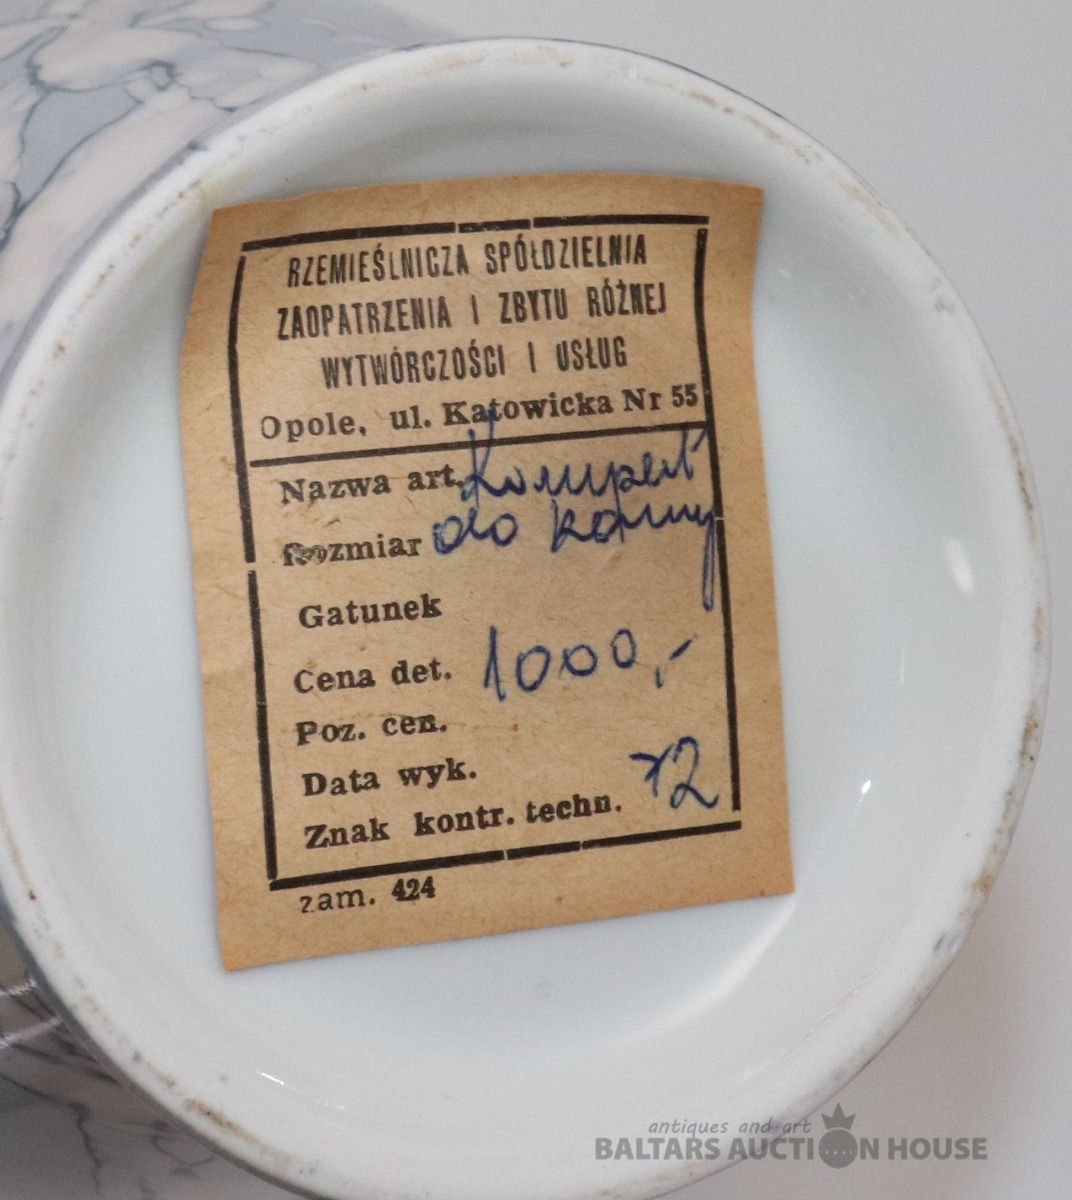 RZEMIEŚLNICZA SPÓŁDZIELNIA
ZAOPATRZENIA I ZBYTU RÓŻNEJ
WYTWÓRCZOŚCI I USŁUG
Opole, ul. Katowicka Nr 55
Nazwa art. Komplet
Rozmiar do kawy
Gatunek
Cena det. 1000,-
Poz. cen.
Data wyk.
Znak kontr. techn.
zam. 424
antiques and art
BALTARS AUCTION HOUSE